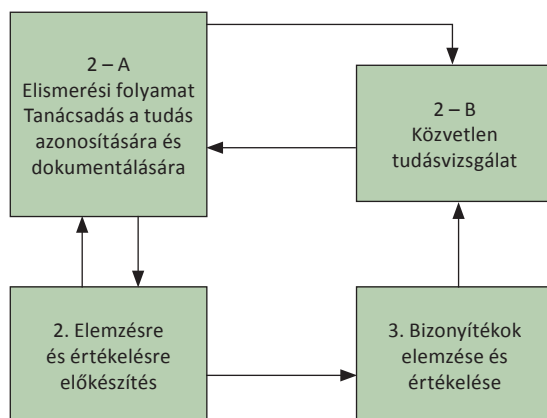 2 – A
Elismerési folyamat
Tanácsadás a tudás
azonosítására és
dokumentálására
2 – B
Közvetlen
tudásvizsgálat
2. Elemzésre
és értékelésre
előkészítés
3. Bizonyítékok
elemzése és
értékelése